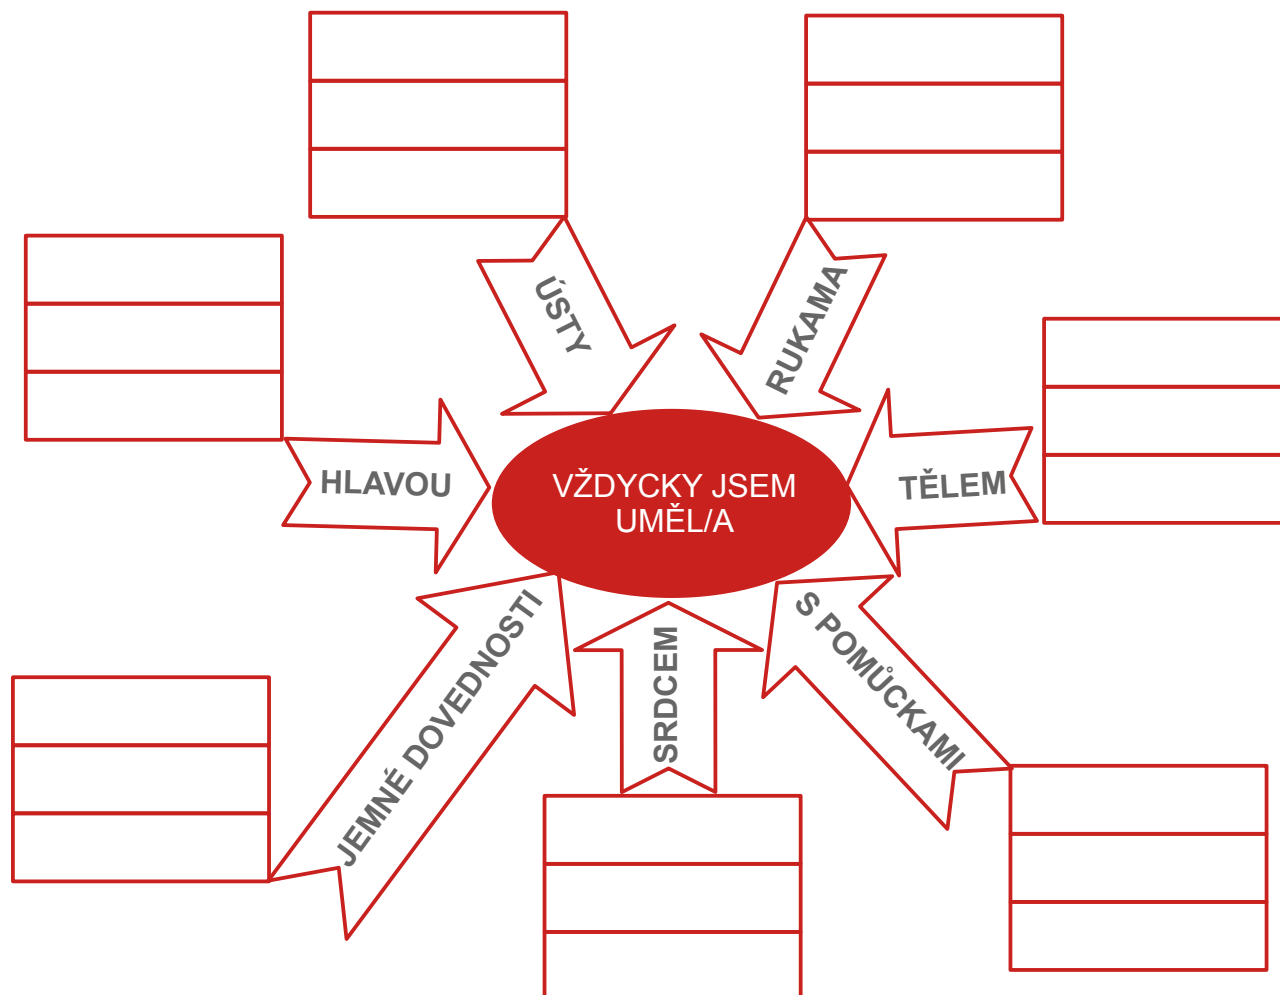 ÚSTY
RUKAMA
HLAVOU
VŽDYCKY JSEM
UMĚL/A
TĚLEM
JEMNÉ DOVEDNOSTI
SRDCEM
S POMŮCKAMI